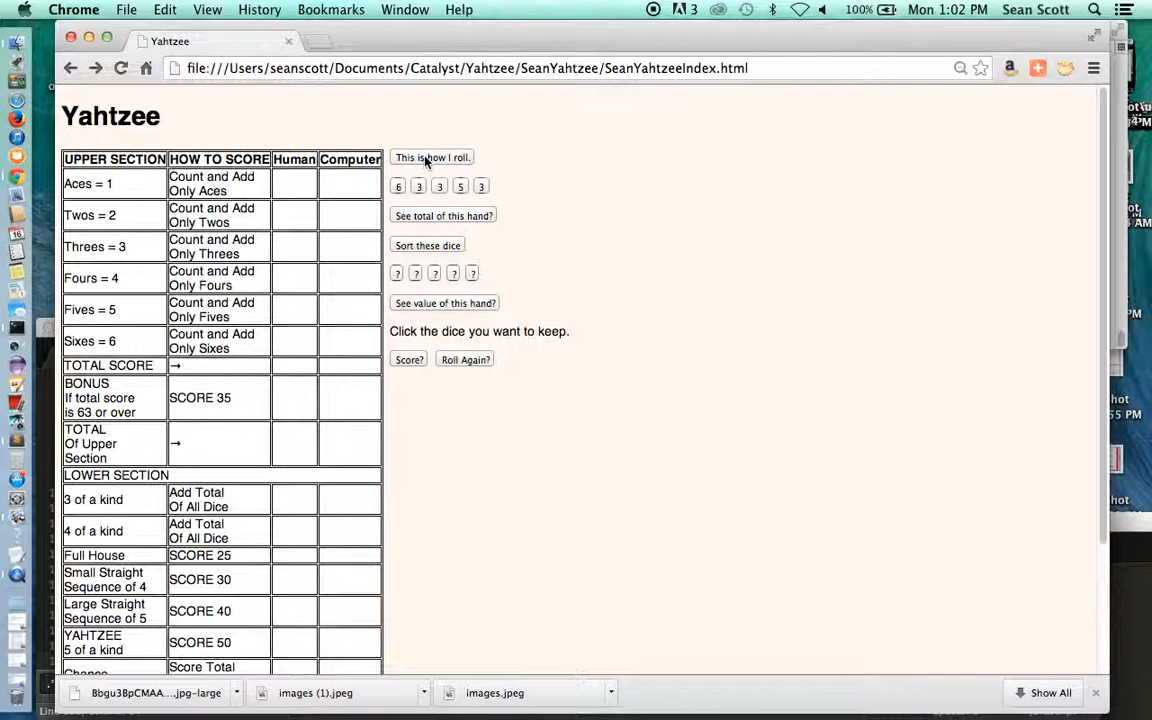 Chrome File Edit View History Bookmarks Window Help 3 100% Mon 1:02 PM Sean Scott
Yahtzee
file:///Users/seanscott/Documents/Catalyst/Yahtzee/SeanYahtzeeIndex.html
Yahtzee
UPPER SECTION HOW TO SCORE Human Computer
Aces = 1 Count and Add
Only Aces
Twos = 2 Count and Add
Only Twos
Threes = 3 Count and Add
Only Threes
Fours = 4 Count and Add
Only Fours
Fives = 5 Count and Add
Only Fives
Sixes = 6 Count and Add
Only Sixes
TOTAL SCORE →
BONUS
If total score
is 63 or over
SCORE 35
TOTAL
Of Upper
Section
→
LOWER SECTION
3 of a kind Add Total
Of All Dice
4 of a kind Add Total
Of All Dice
Full House SCORE 25
Small Straight
Sequence of 4
SCORE 30
Large Straight
Sequence of 5
SCORE 40
YAHTZEE
5 of a kind
SCORE 50
Chance Score Total
This is how I roll.
6 3 3 5 3
See total of this hand?
Sort these dice
? ? ? ? ?
See value of this hand?
Click the dice you want to keep.
Score? Roll Again?
Bbgu3BpCMAA....jpg-large images (1).jpeg images.jpeg Show All